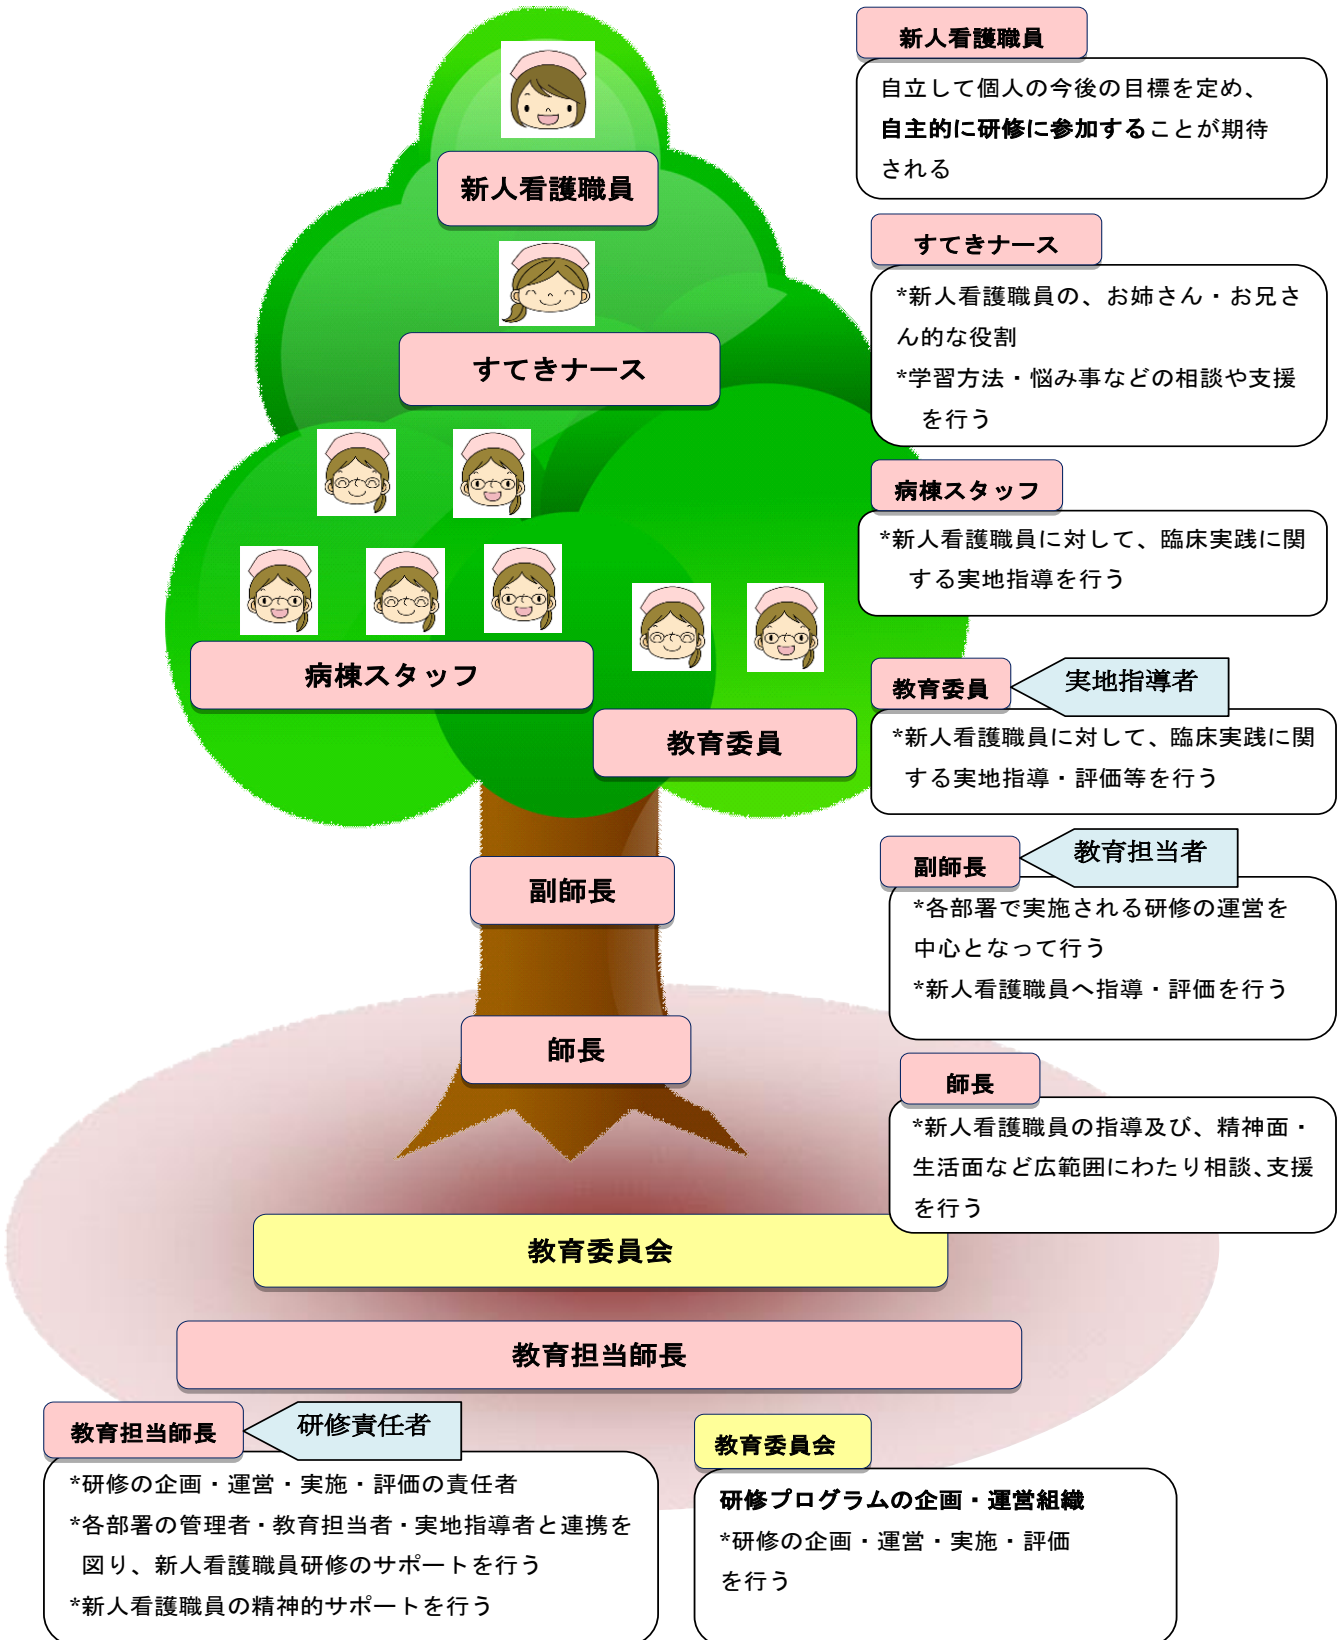 新人看護職員
すてきナース
病棟スタッフ
教育委員
副師長
師長
教育委員会
教育担当師長
新人看護職員
自立して個人の今後の目標を定め、
自主的に研修に参加することが期待
される
すてきナース
*新人看護職員の、お姉さん・お兄さ
ん的な役割
*学習方法・悩み事などの相談や支援
を行う
病棟スタッフ
*新人看護職員に対して、臨床実践に関
する実地指導を行う
教育委員
実地指導者
*新人看護職員に対して、臨床実践に関
する実地指導・評価等を行う
副師長
教育担当者
*各部署で実施される研修の運営を
中心となって行う
*新人看護職員へ指導・評価を行う
師長
*新人看護職員の指導及び、精神面・
生活面など広範囲にわたり相談、支援
を行う
教育担当師長
研修責任者
*研修の企画・運営・実施・評価の責任者
*各部署の管理者・教育担当者・実地指導者と連携を
図り、新人看護職員研修のサポートを行う
*新人看護職員の精神的サポートを行う
教育委員会
研修プログラムの企画・運営組織
*研修の企画・運営・実施・評価
を行う